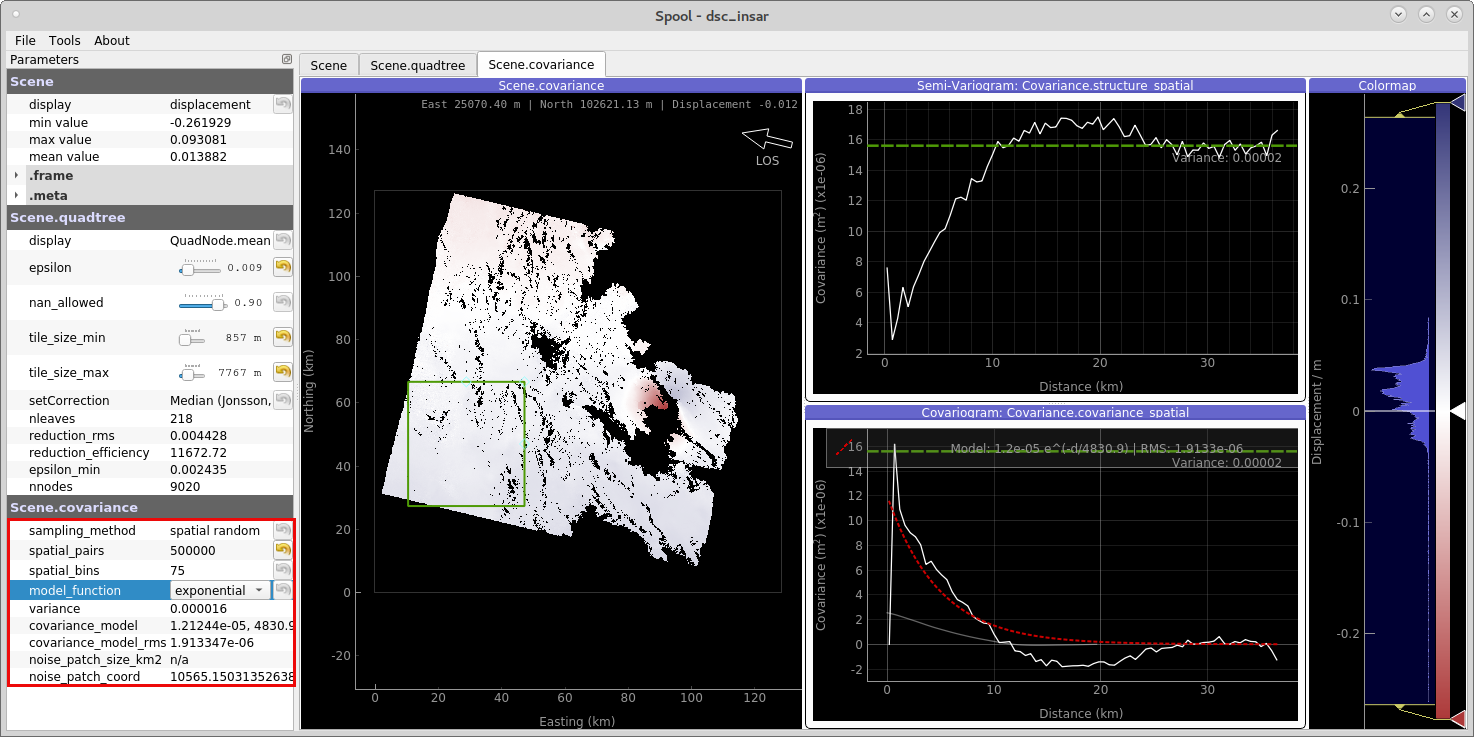 Spool - dsc_insar
File Tools About
Parameters
Scene
display displacement
min value -0.261929
max value 0.093081
mean value 0.013882
.frame
.meta
Scene.quadtree
display QuadNode.mean
epsilon 0.009
nan_allowed 0.90
tile_size_min 857 m
tile_size_max 7767 m
setCorrection Median (Jonsson,
nleaves 218
reduction_rms 0.004428
reduction_efficiency 11672.72
epsilon_min 0.002435
nnodes 9020
Scene.covariance
sampling_method spatial random
spatial_pairs 500000
spatial_bins 75
model_function exponential
variance 0.000016
covariance_model 1.21244e-05, 4830.9
covariance_model_rms 1.913347e-06
noise_patch_size_km2 n/a
noise_patch_coord 10565.15031352638
Scene Scene.quadtree Scene.covariance
Scene.covariance
East 25070.40 m | North 102621.13 m | Displacement -0.012
LOS
140
120
100
80
60
40
20
0
-20
Northing (km)
0 20 40 60 80 100 120
Easting (km)
Semi-Variogram: Covariance.structure_spatial
18
16
14
12
10
8
6
4
2
Covariance (m²) (x1e-06)
Variance: 0.00002
0 10 20 30
Distance (km)
Covariogram: Covariance.covariance_spatial
Model: 1.2e-05 e^(-d/4830.9) | RMS: 1.9133e-06
Variance: 0.00002
16
14
12
10
8
6
4
2
0
-2
Covariance (m²) (x1e-06)
0 10 20 30
Distance (km)
Colormap
0.2
0.1
0
-0.1
-0.2
Displacement / m